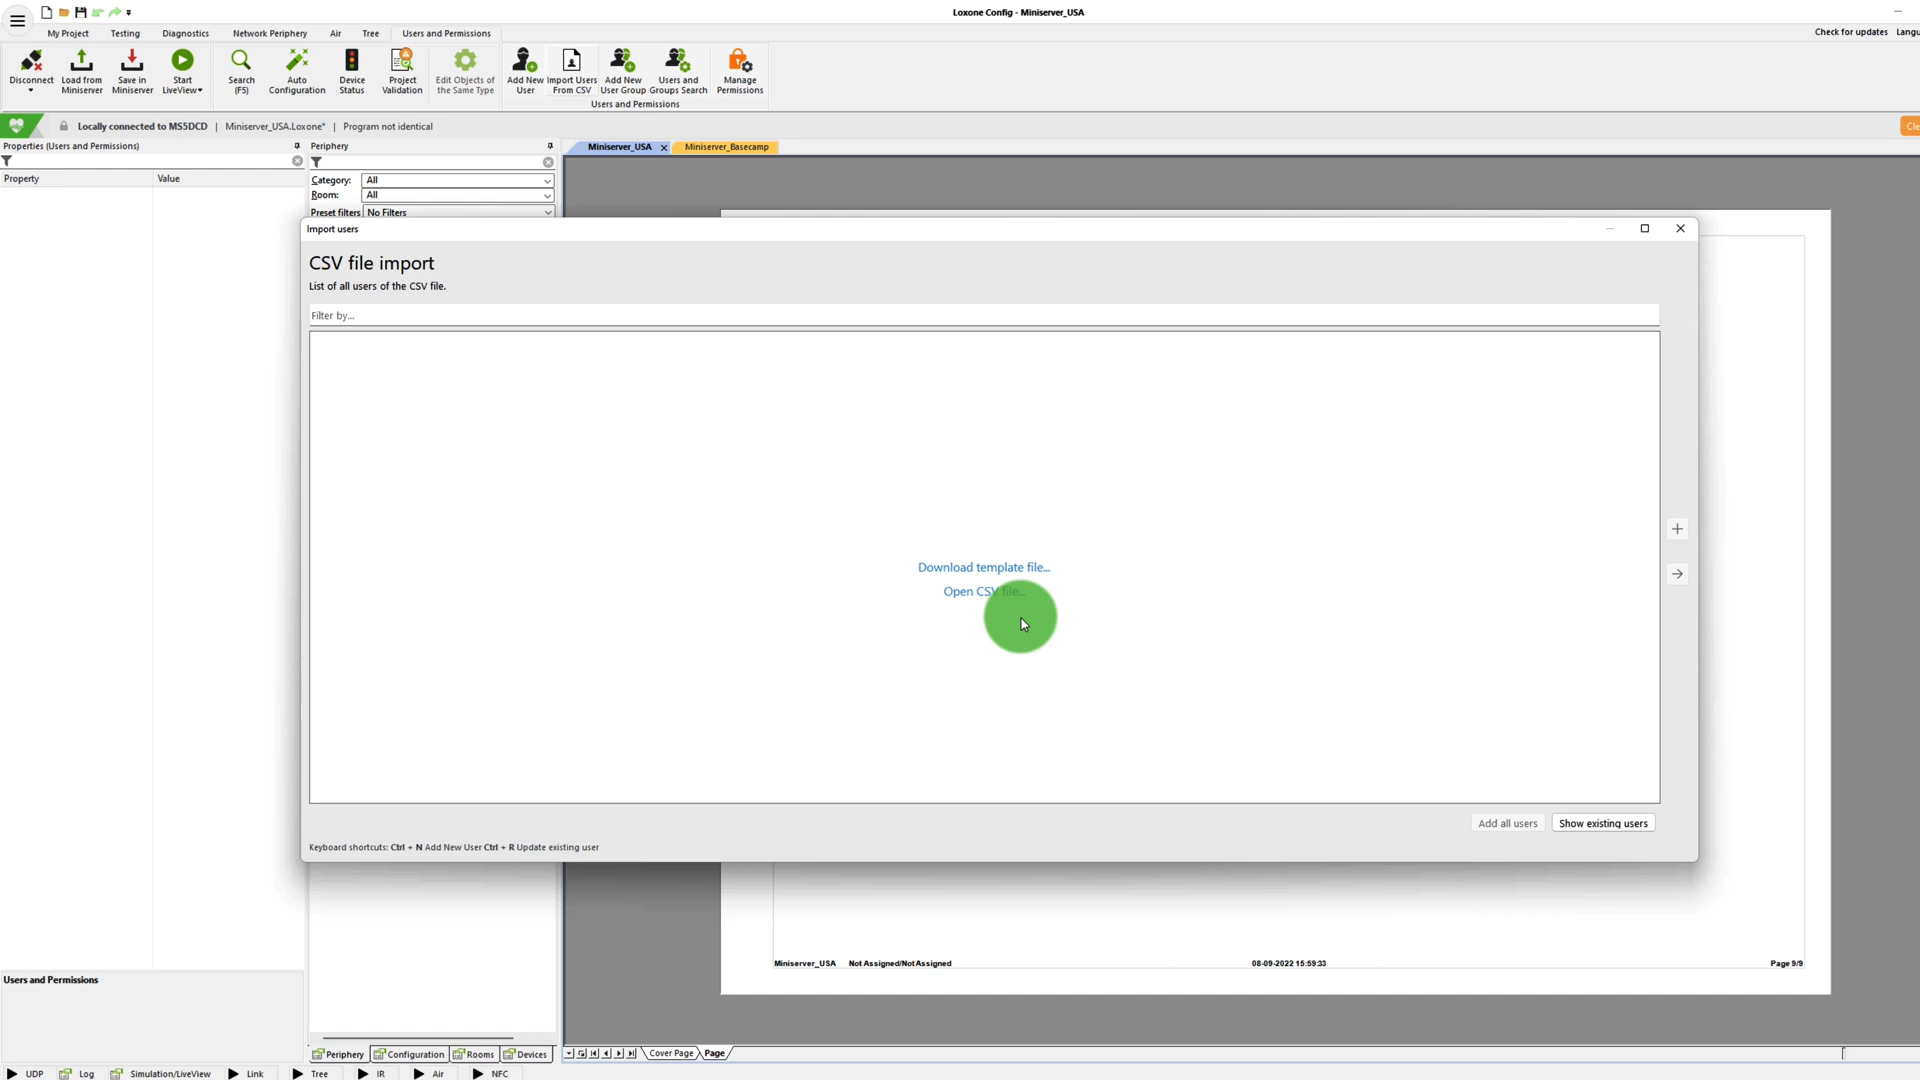 Loxone Config - Miniserver_USA
My Project Testing Diagnostics Network Periphery Air Tree Users and Permissions
Check for updates Langu
Disconnect Load from Miniserver Save in Miniserver Start LiveView Search (F5) Auto Configuration Device Status Project Validation Edit Objects of the Same Type Add New User Import Users From CSV Add New User Group Users and Groups Search Manage Permissions
Users and Permissions
Locally connected to MS5DCD | Miniserver_USA.Loxone* | Program not identical
Cle
Properties (Users and Permissions)
Periphery
Miniserver_USA Miniserver_Basecamp
Property Value
Category: All
Room: All
Preset filters No Filters
Import users
CSV file import
List of all users of the CSV file.
Filter by...
Download template file...
Open CSV file...
Add all users Show existing users
Keyboard shortcuts: Ctrl + N Add New User Ctrl + R Update existing user
Miniserver_USA Not Assigned/Not Assigned 08-09-2022 15:59:33 Page 9/9
Users and Permissions
Periphery Configuration Rooms Devices
Cover Page Page
UDP Log Simulation/LiveView Link Tree IR Air NFC